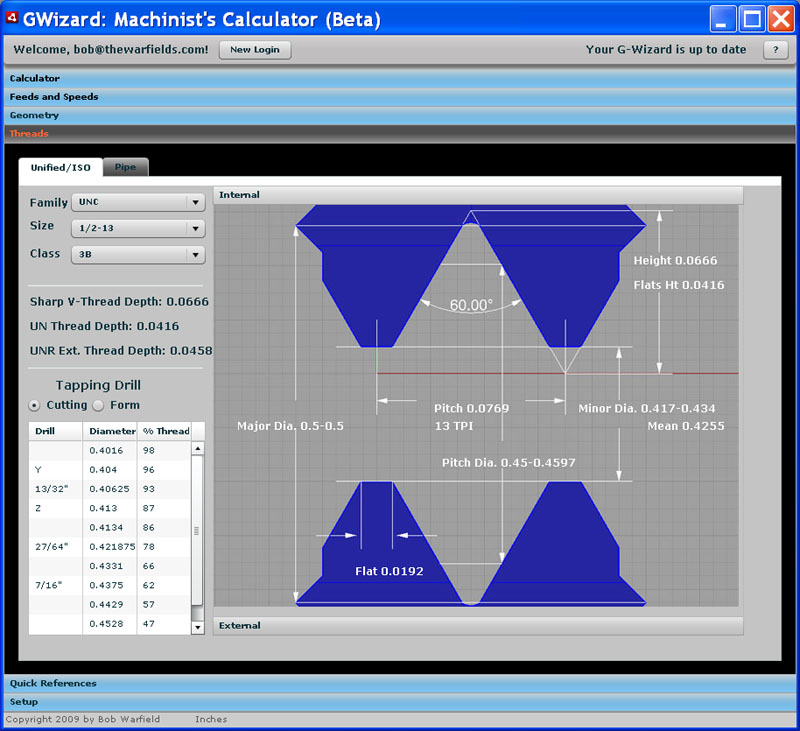 GWizard: Machinist's Calculator (Beta)
Welcome, bob@thewarfields.com! New Login Your G-Wizard is up to date ?
Calculator
Feeds and Speeds
Geometry
Threads
Unified/ISO Pipe
Family UNC
Size 1/2-13
Class 3B
Sharp V-Thread Depth: 0.0666
UN Thread Depth: 0.0416
UNR Ext. Thread Depth: 0.0458
Tapping Drill
Cutting Form
Drill Diameter % Thread
0.4016 98
Y 0.404 96
13/32" 0.40625 93
Z 0.413 87
0.4134 86
27/64" 0.421875 78
0.4331 66
7/16" 0.4375 62
0.4429 57
0.4528 47
Internal
Height 0.0666
Flats Ht 0.0416
60.00°
Pitch 0.0769
13 TPI
Minor Dia. 0.417-0.434
Mean 0.4255
Major Dia. 0.5-0.5
Pitch Dia. 0.45-0.4597
Flat 0.0192
External
Quick References
Setup
Copyright 2009 by Bob Warfield Inches